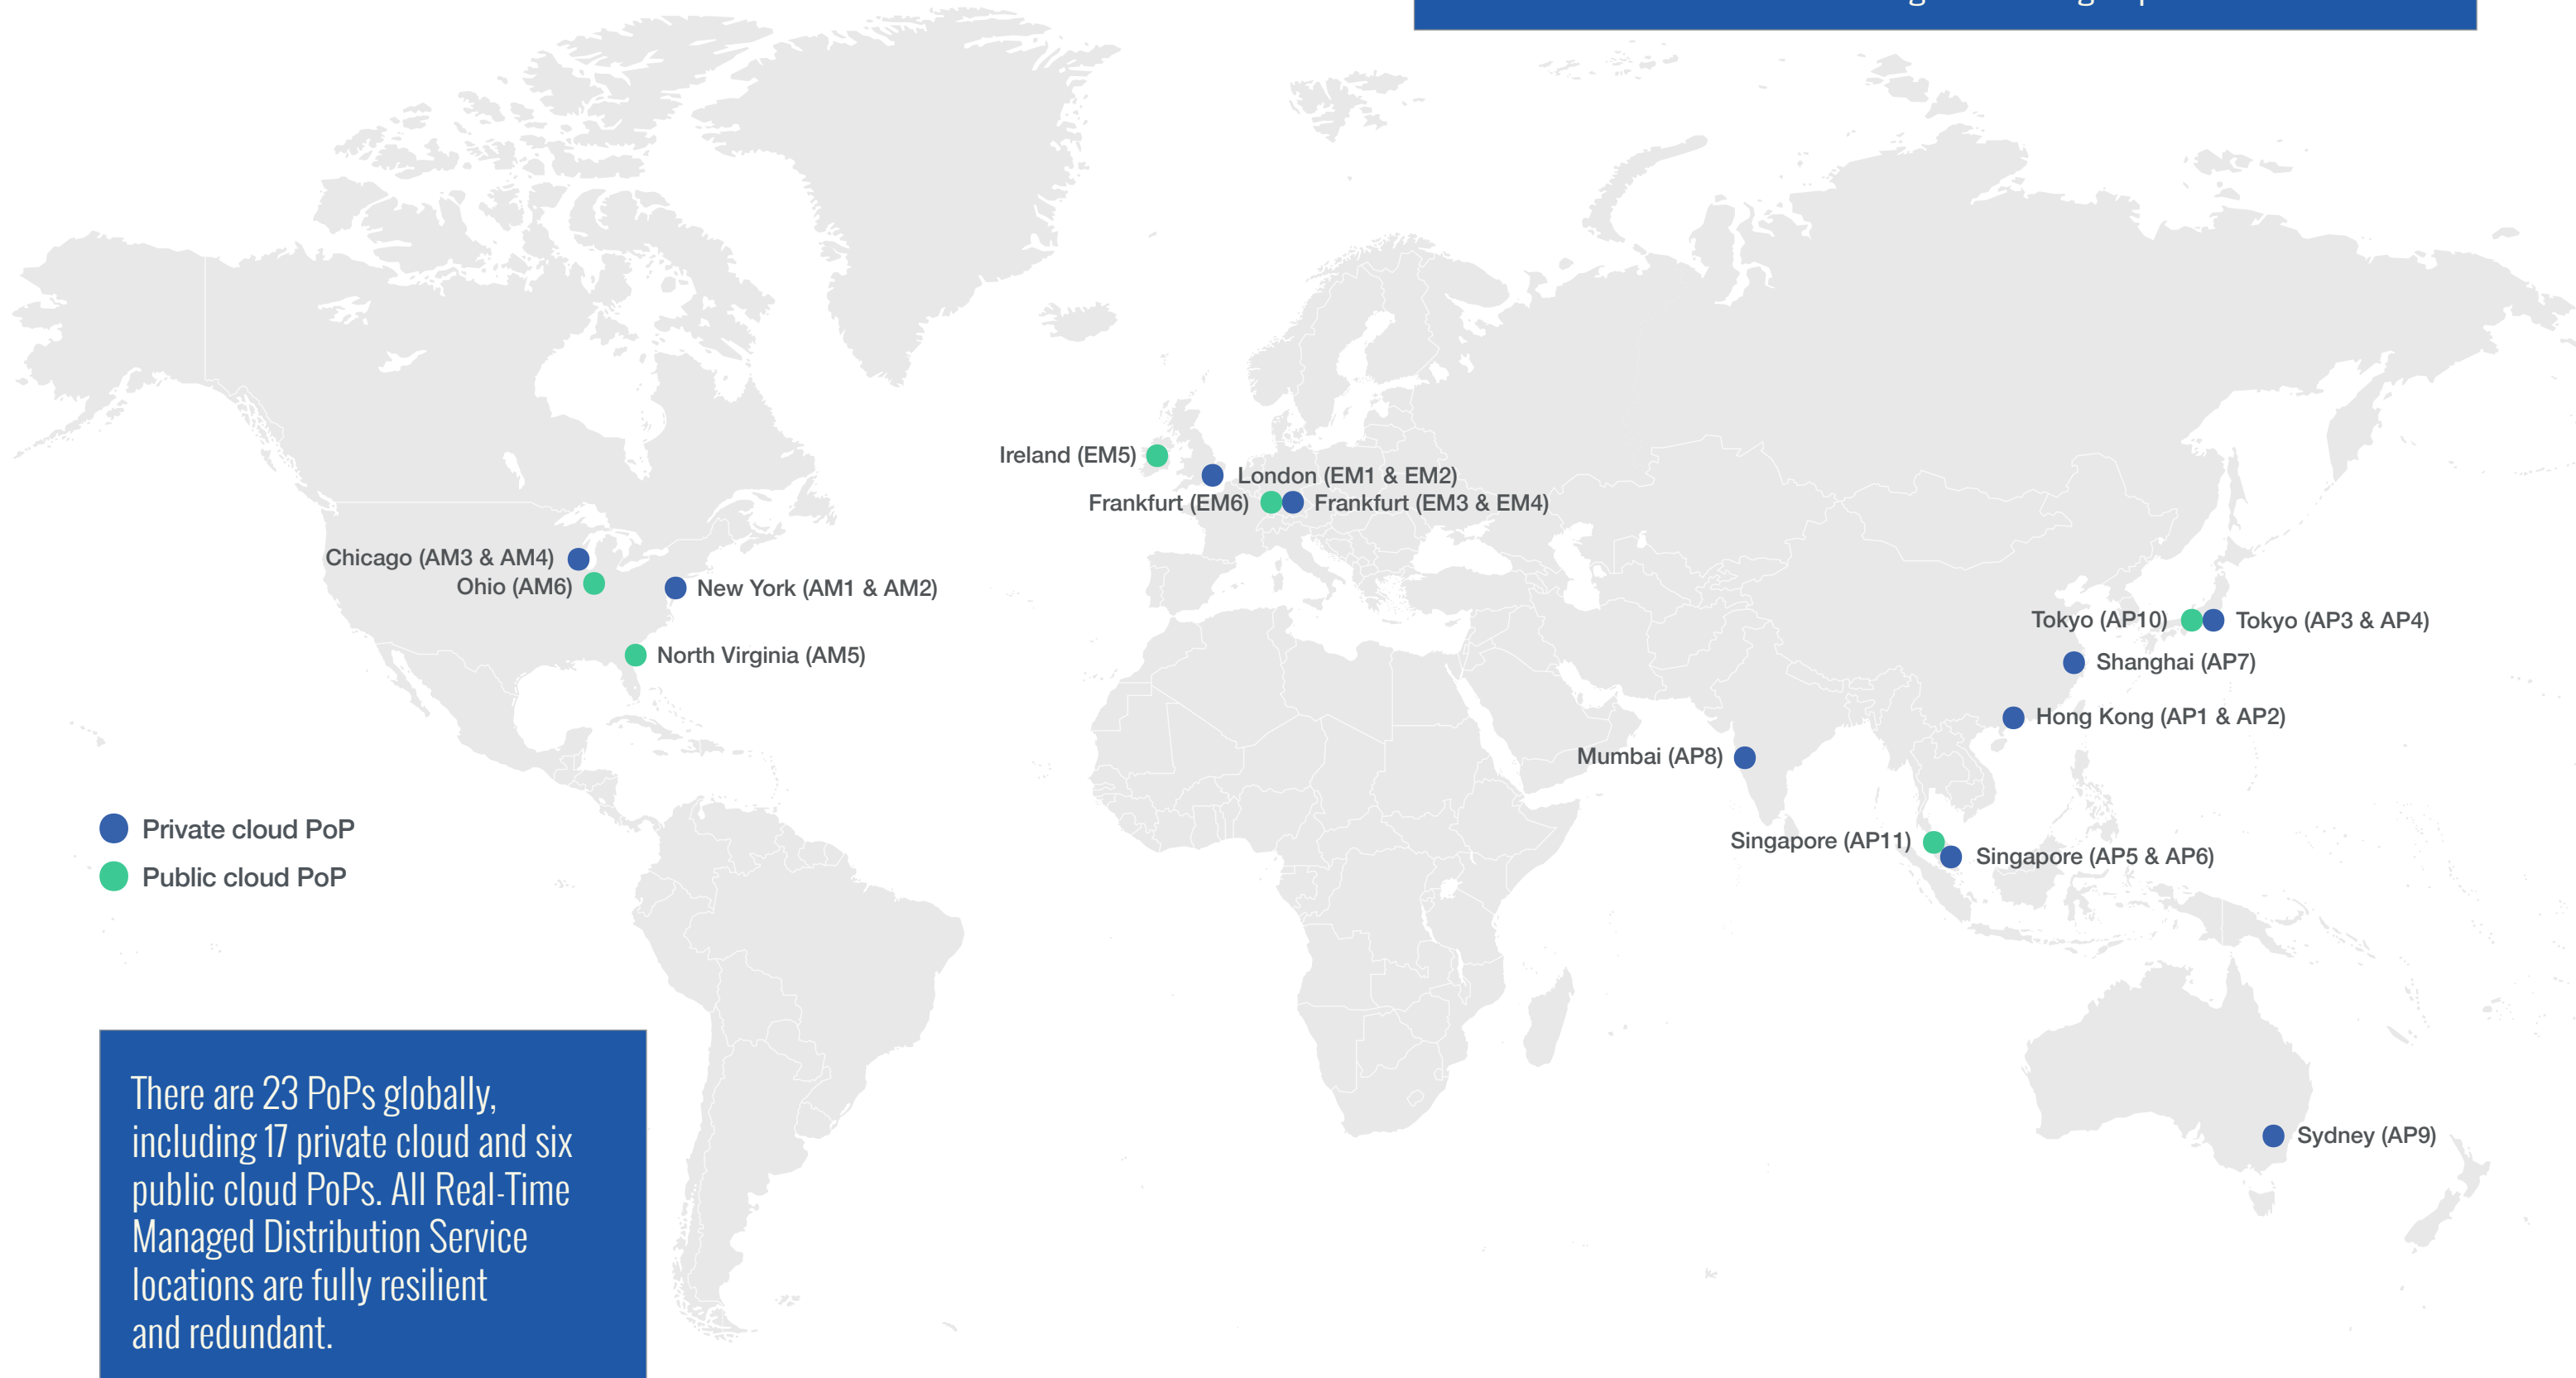 Ireland (EM5)
London (EM1 & EM2)
Frankfurt (EM6)
Frankfurt (EM3 & EM4)
Chicago (AM3 & AM4)
Ohio (AM6)
New York (AM1 & AM2)
North Virginia (AM5)
Tokyo (AP10)
Tokyo (AP3 & AP4)
Shanghai (AP7)
Hong Kong (AP1 & AP2)
Mumbai (AP8)
Singapore (AP11)
Singapore (AP5 & AP6)
Sydney (AP9)
Private cloud PoP
Public cloud PoP
There are 23 PoPs globally,
including 17 private cloud and six
public cloud PoPs. All Real-Time
Managed Distribution Service
locations are fully resilient
and redundant.